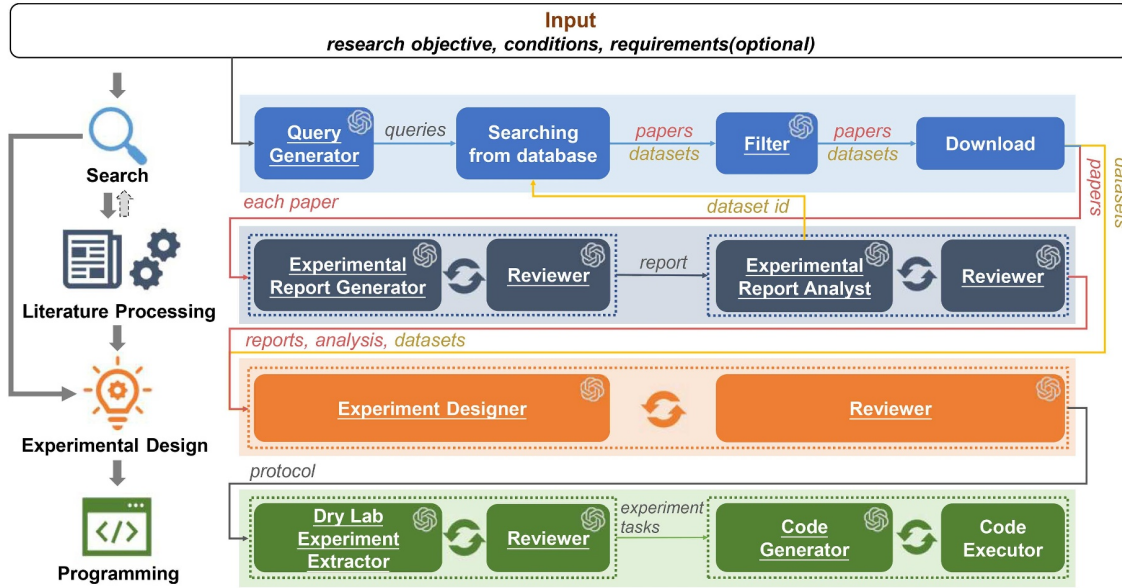 Input
research objective, conditions, requirements(optional)
Search
Query
Generator
queries
Searching
from database
papers
datasets
Filter
papers
datasets
Download
papers
datasets
each paper
dataset id
Literature Processing
Experimental
Report Generator
Reviewer
report
Experimental
Report Analyst
Reviewer
reports, analysis, datasets
Experimental Design
Experiment Designer
Reviewer
protocol
Programming
Dry Lab
Experiment
Extractor
Reviewer
experiment
tasks
Code
Generator
Code
Executor